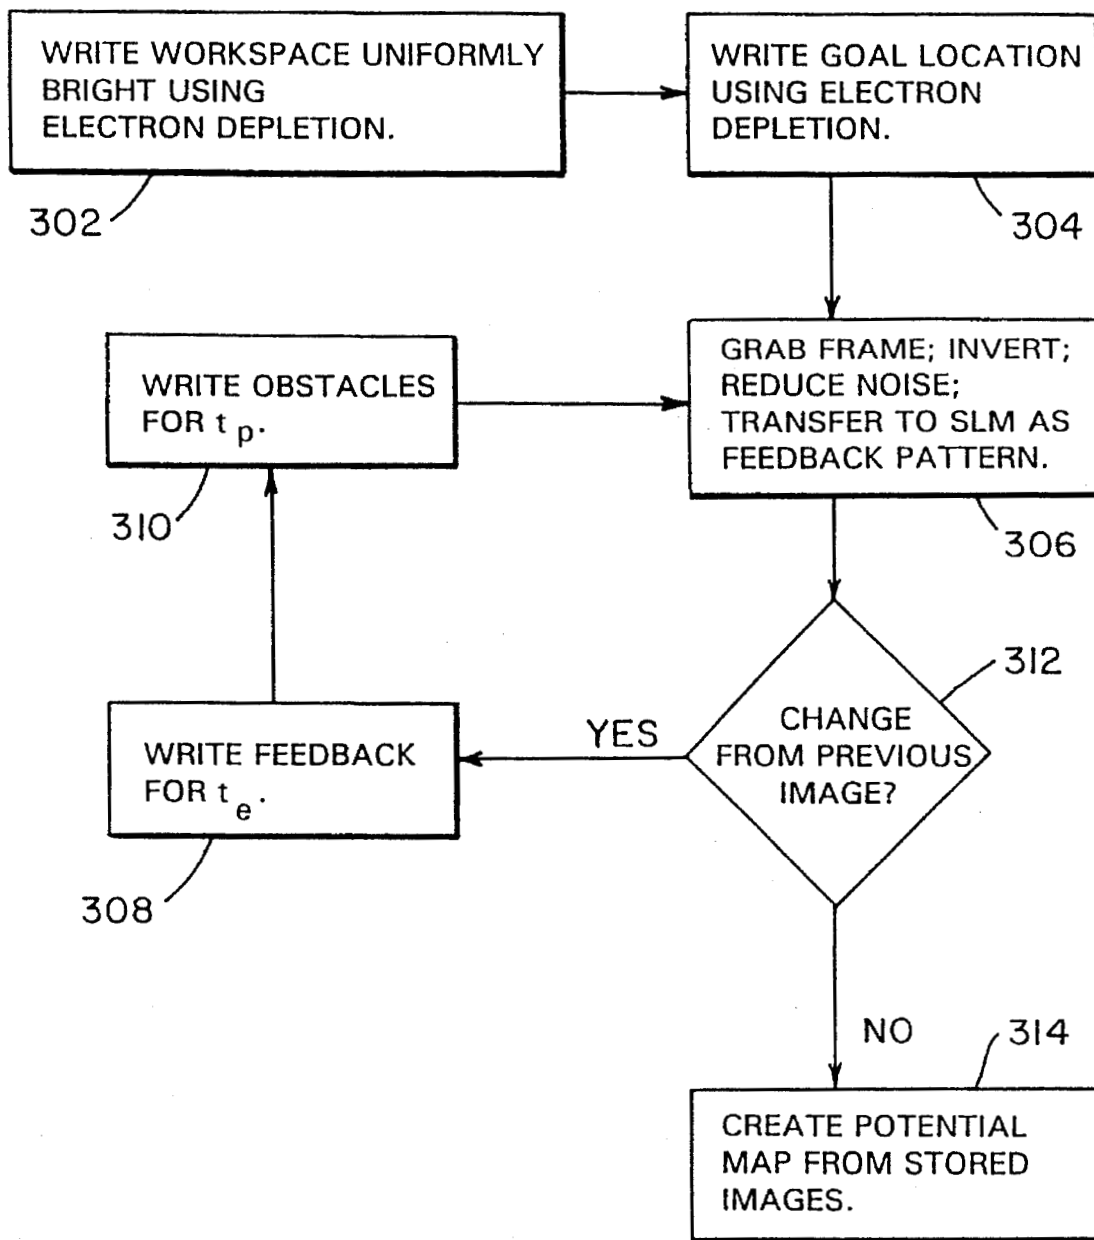 WRITE WORKSPACE UNIFORMLY
BRIGHT USING
ELECTRON DEPLETION.
302
WRITE GOAL LOCATION
USING ELECTRON
DEPLETION.
304
GRAB FRAME; INVERT;
REDUCE NOISE;
TRANSFER TO SLM AS
FEEDBACK PATTERN.
306
WRITE OBSTACLES
FOR t p.
310
312
CHANGE
FROM PREVIOUS
IMAGE?
YES
WRITE FEEDBACK
FOR t e.
308
NO
314
CREATE POTENTIAL
MAP FROM STORED
IMAGES.